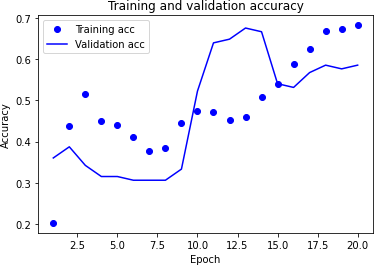 Training and validation accuracy
Training acc
Validation acc
0.7
0.6
0.5
0.4
0.3
0.2
Accuracy
2.5 5.0 7.5 10.0 12.5 15.0 17.5 20.0
Epoch